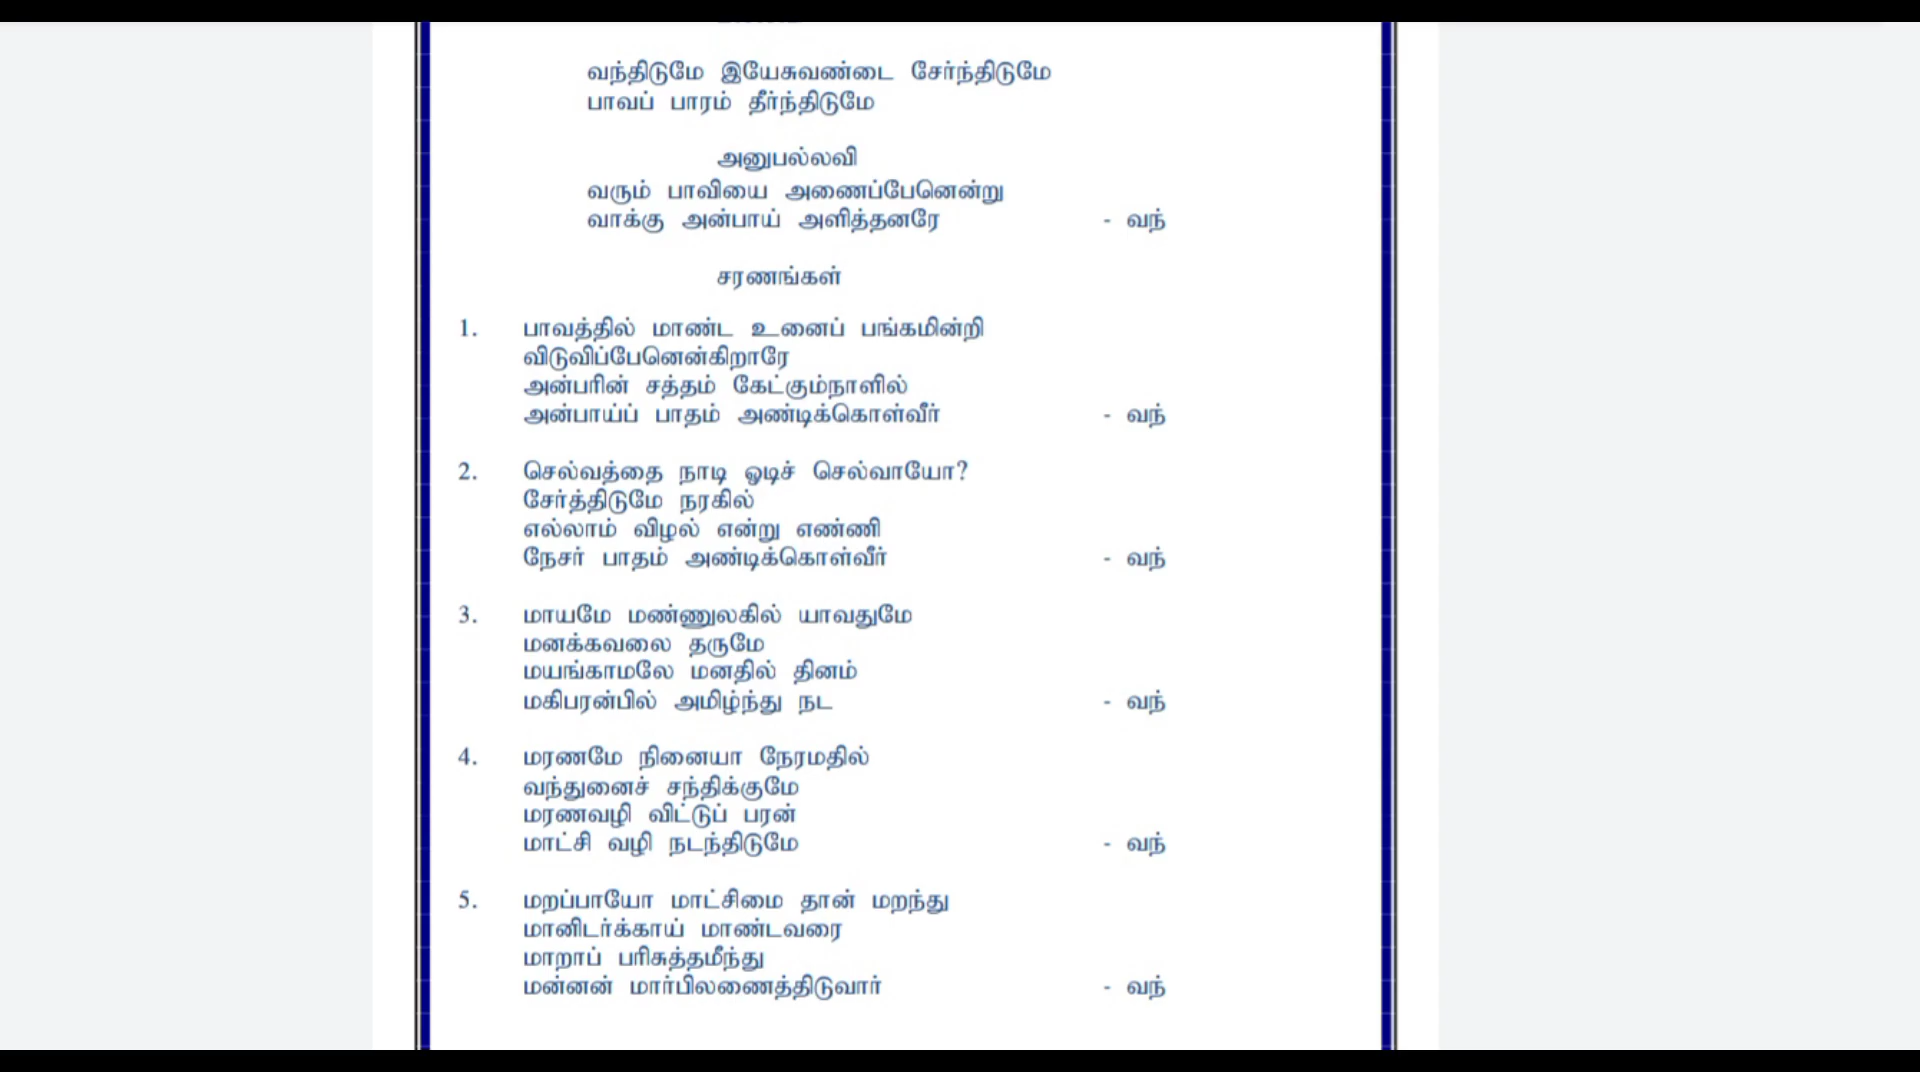 வந்திடுமே இயேசுவண்டை சேர்ந்திடுமே
பாவப் பாரம் தீர்ந்திடுமே
அனுபல்லவி
வரும் பாவியை அணைப்பேனென்று
வாக்கு அன்பாய் அளித்தனரே - வந்
சரணங்கள்
1. பாவத்தில் மாண்ட உனைப் பங்கமின்றி
விடுவிப்பேனென்கிறாரே
அன்பரின் சத்தம் கேட்கும்நாளில்
அன்பாய்ப் பாதம் அண்டிக்கொள்வீர் - வந்
2. செல்வத்தை நாடி ஓடிச் செல்வாயோ?
சேர்த்திடுமே நரகில்
எல்லாம் விழல் என்று எண்ணி
நேசர் பாதம் அண்டிக்கொள்வீர் - வந்
3. மாயமே மண்ணுலகில் யாவதுமே
மனக்கவலை தருமே
மயங்காமலே மனதில் தினம்
மகிபரன்பில் அமிழ்ந்து நட - வந்
4. மரணமே நினையா நேரமதில்
வந்துனைச் சந்திக்குமே
மரணவழி விட்டுப் பரன்
மாட்சி வழி நடந்திடுமே - வந்
5. மறப்பாயோ மாட்சிமை தான் மறந்து
மானிடர்க்காய் மாண்டவரை
மாறாப் பரிசுத்தமீந்து
மன்னன் மார்பிலணைத்திடுவார் - வந்